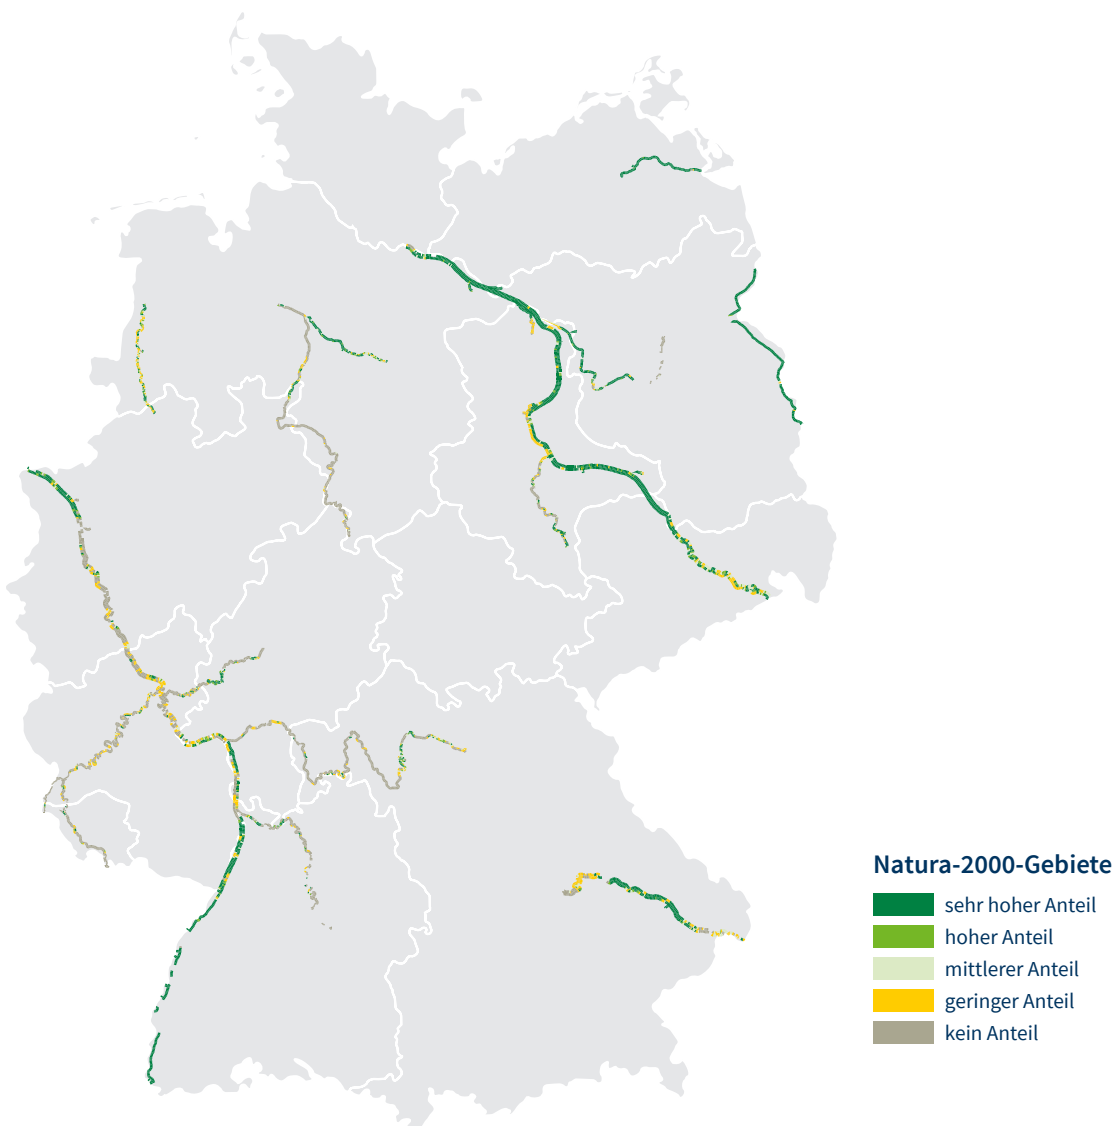 Natura-2000-Gebiete
sehr hoher Anteil
hoher Anteil
mittlerer Anteil
geringer Anteil
kein Anteil